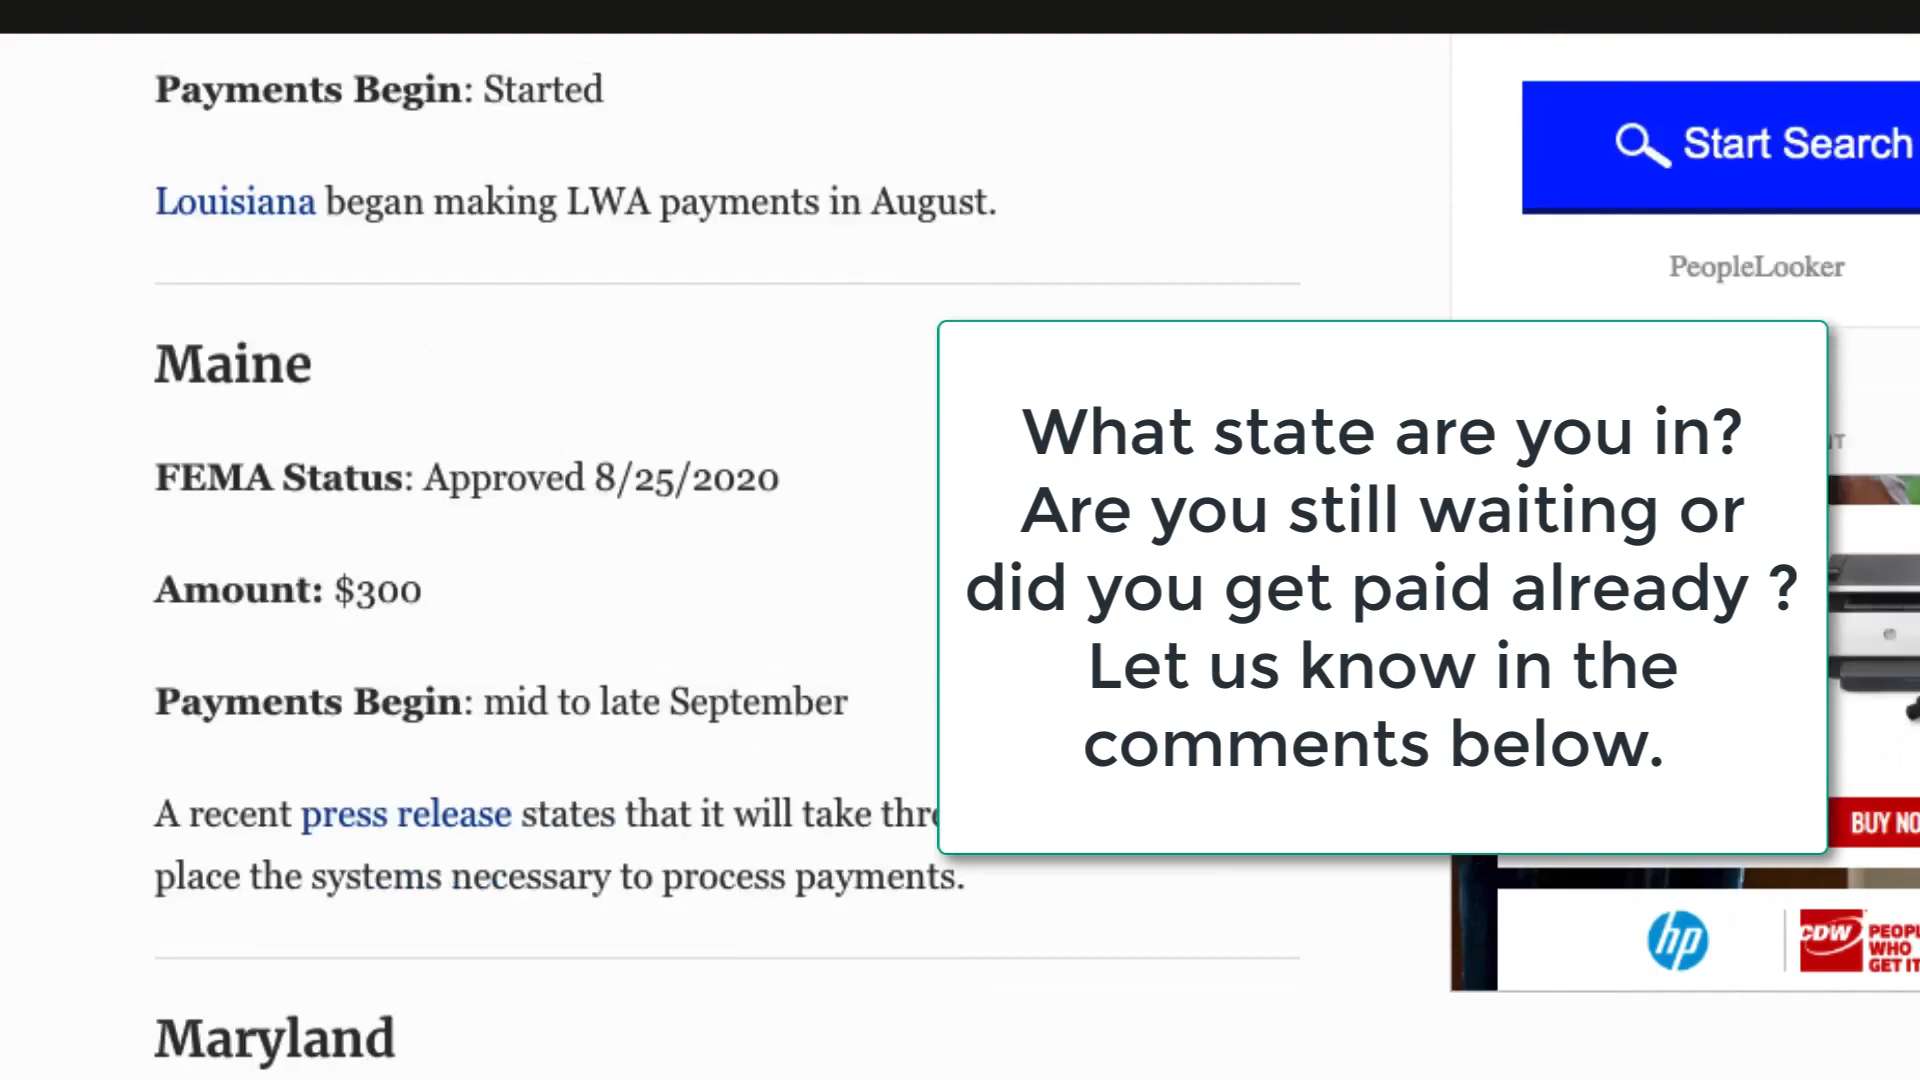 Payments Begin: Started
Start Search
Louisiana began making LWA payments in August.
PeopleLooker
Maine
FEMA Status: Approved 8/25/2020
Amount: $300
Payments Begin: mid to late September
A recent press release states that it will take
place the systems necessary to process payments.
What state are you in?
Are you still waiting or
did you get paid already ?
Let us know in the
comments below.
BUY
hp
CDW
WHO
GET IT
Maryland